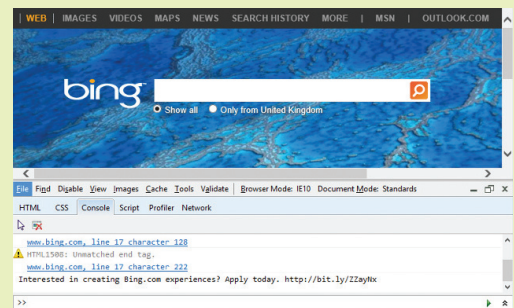 WEB | IMAGES VIDEOS MAPS NEWS SEARCH HISTORY MORE | MSN | OUTLOOK.COM
bing
Show all Only from United Kingdom
File Find Disable View Images Cache Tools Validate | Browser Mode: IE10 Document Mode: Standards
HTML CSS Console Script Profiler Network
www.bing.com, line 17 character 128
HTML1508: Unmatched end tag.
www.bing.com, line 17 character 222
Interested in creating Bing.com experiences? Apply today. http://bit.ly/ZZayNx
>>